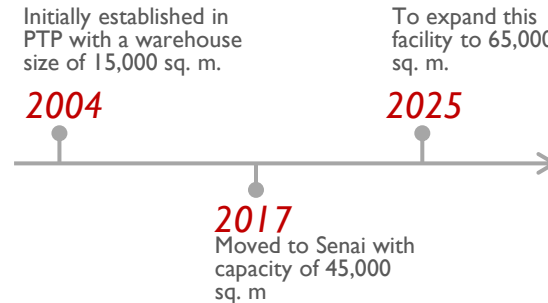 Initially established in
PTP with a warehouse
size of 15,000 sq. m.
2004
To expand this
facility to 65,000
sq. m.
2025
2017
Moved to Senai with
capacity of 45,000
sq. m